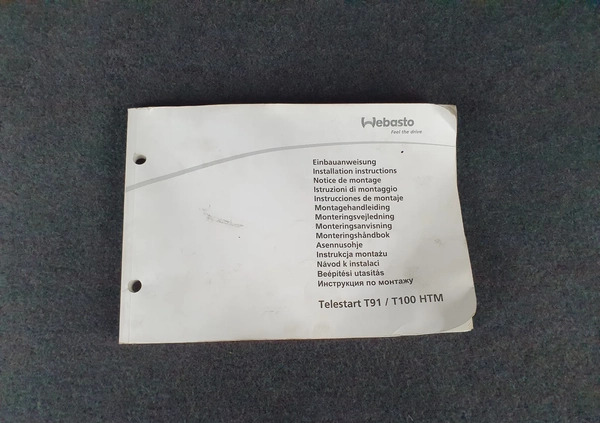 Webasto
Feel the drive
Einbauanweisung
Installation instructions
Notice de montage
Istruzioni di montaggio
Instrucciones de montaje
Montagehandleiding
Monteringsvejledning
Monteringsanvisning
Monteringshåndbok
Asennusohje
Instrukcja montażu
Návod k instalaci
Beépítési utasítás
Инструкция по монтажу
Telestart T91 / T100 HTM